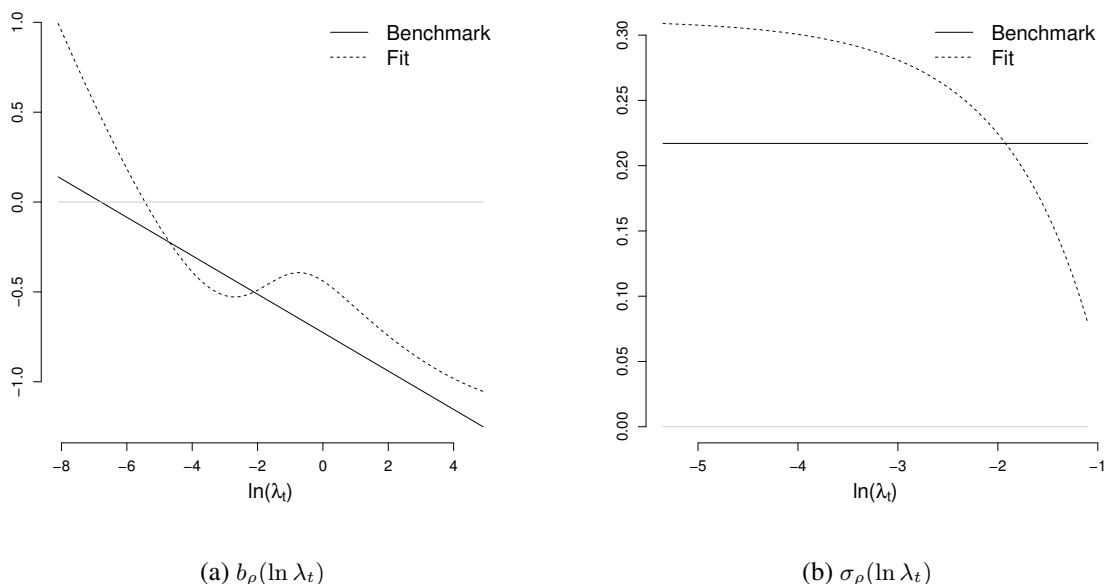 1.0
0.5
0.0
−0.5
−1.0
−8 −6 −4 −2 0 2 4
ln(λt)
Benchmark
Fit
(a) bρ(ln λt)
0.30
0.25
0.20
0.15
0.10
0.05
0.00
−5 −4 −3 −2 −1
ln(λt)
Benchmark
Fit
(b) σρ(ln λt)